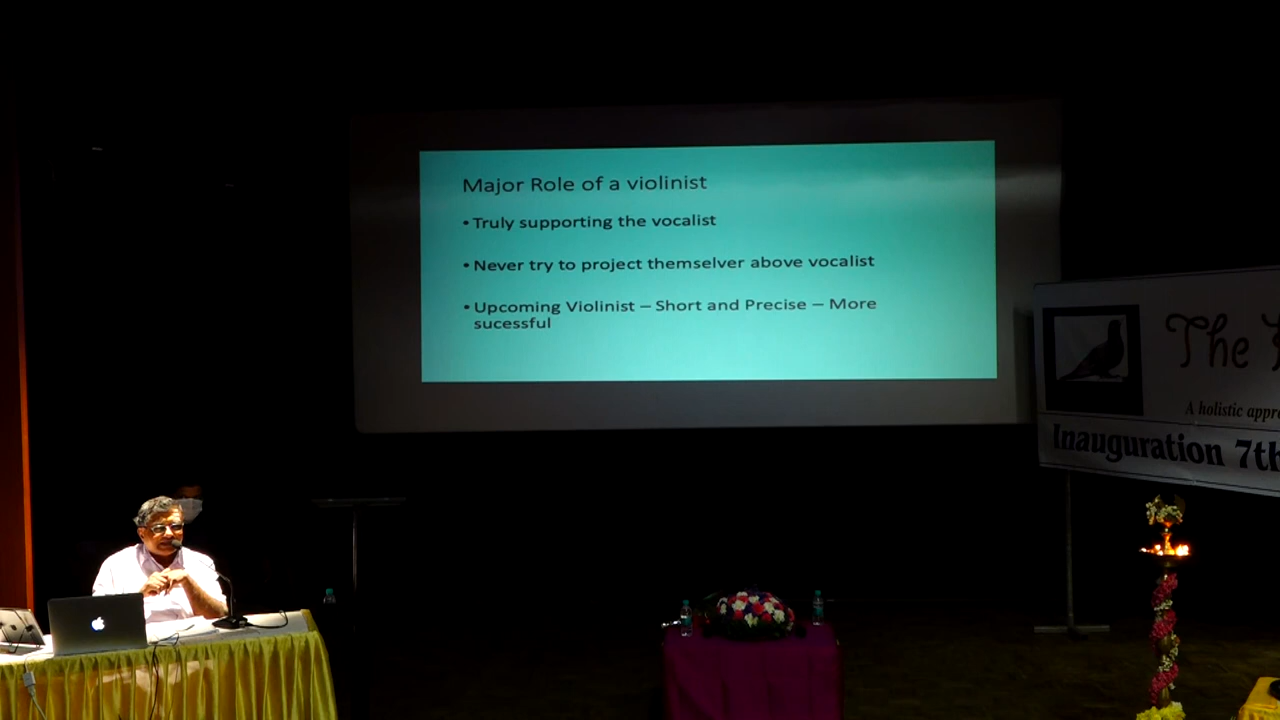 Major Role of a violinist
• Truly supporting the vocalist
• Never try to project themselver above vocalist
• Upcoming Violinist – Short and Precise – More
sucessful
The
A holistic
Inauguration 7th